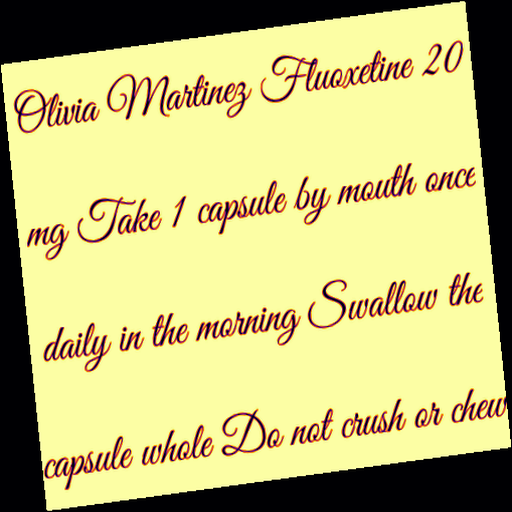 Olivia Martinez Fluoxetine 20
mg Take 1 capsule by mouth once
daily in the morning Swallow the
capsule whole Do not crush or chew